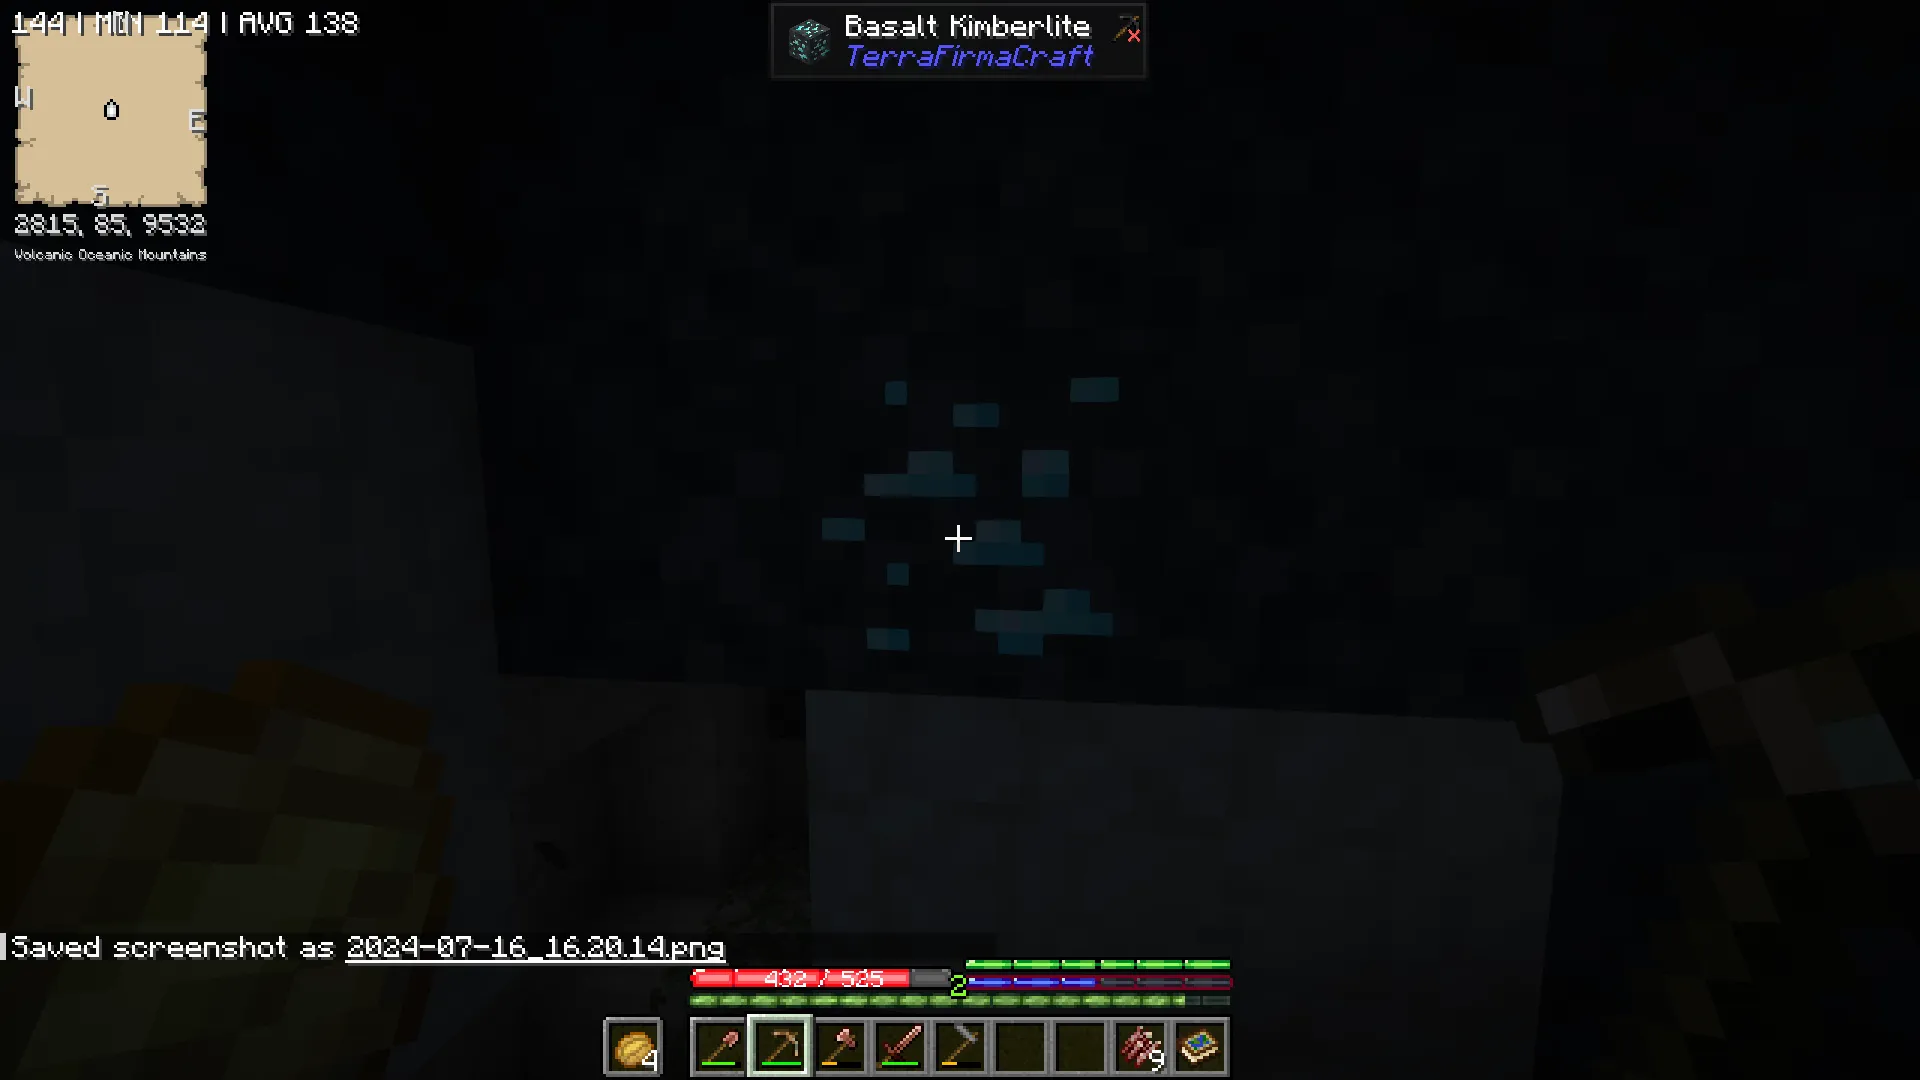 144 | MIN 114 | AVG 138
Basalt Kimberlite
TerraFirmaCraft
W
E
S
2815, 85, 9532
Volcanic Oceanic Mountains
Saved screenshot as 2024-07-16_16.20.14.png
432 / 525
2
4
9